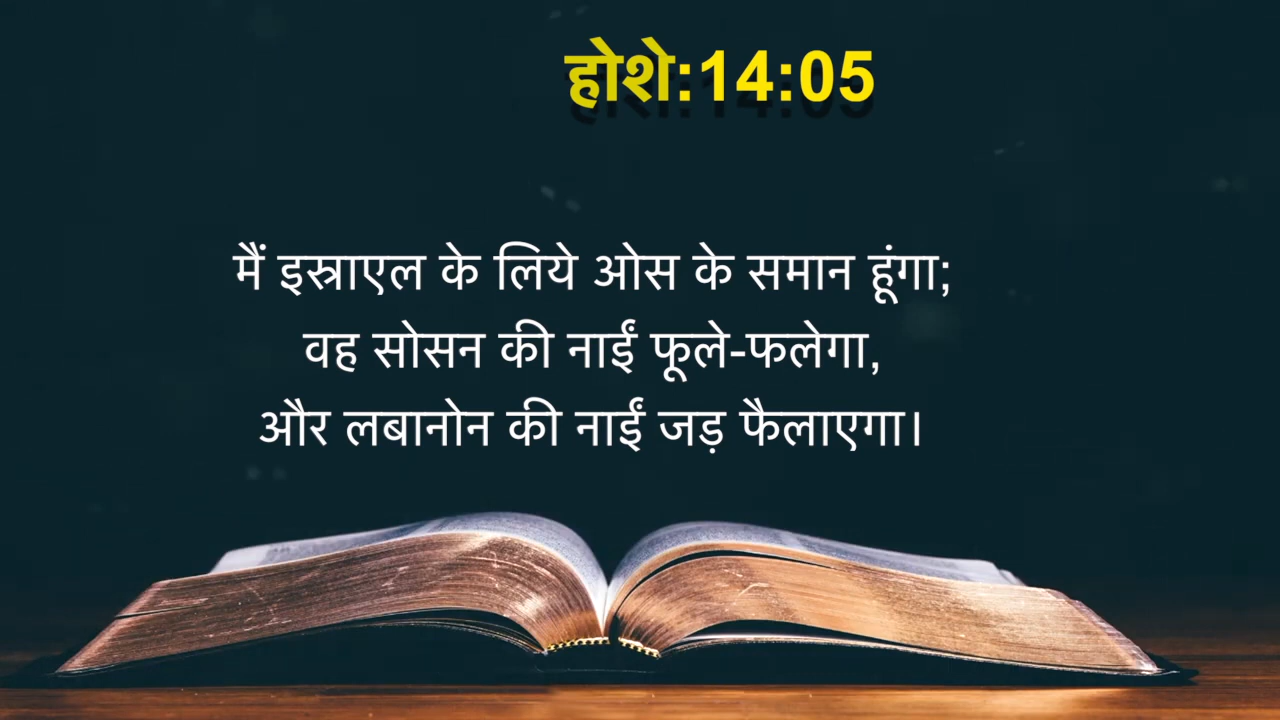 होशे:14:05
मैं इस्राएल के लिये ओस के समान हूंगा;
वह सोसन की नाईं फूले-फलेगा,
और लबानोन की नाईं जड़ फैलाएगा।